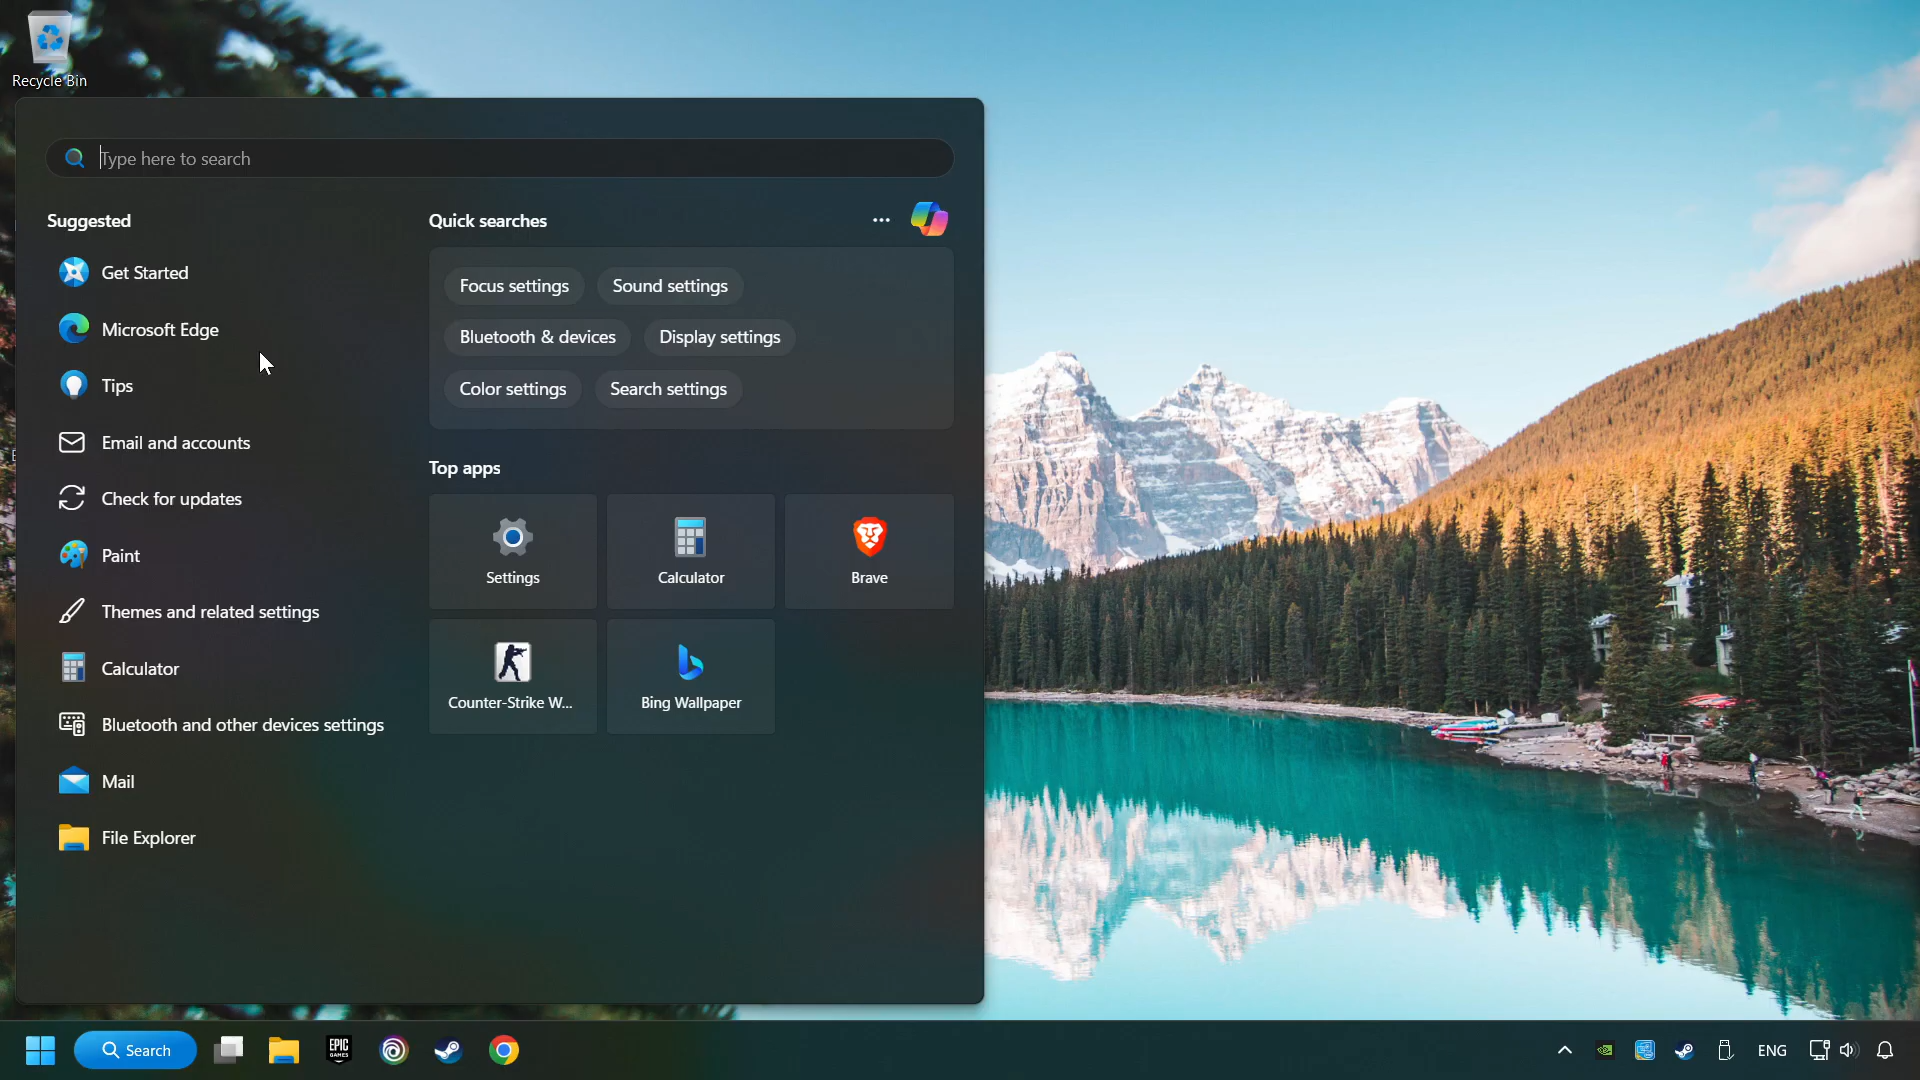 Recycle Bin
Type here to search
Suggested
Get Started
Microsoft Edge
Tips
Email and accounts
Check for updates
Paint
Themes and related settings
Calculator
Bluetooth and other devices settings
Mail
File Explorer
Quick searches
Focus settings
Sound settings
Bluetooth & devices
Display settings
Color settings
Search settings
Top apps
Settings
Calculator
Brave
Counter-Strike W...
Bing Wallpaper
Search
EPIC
GAMES
ENG